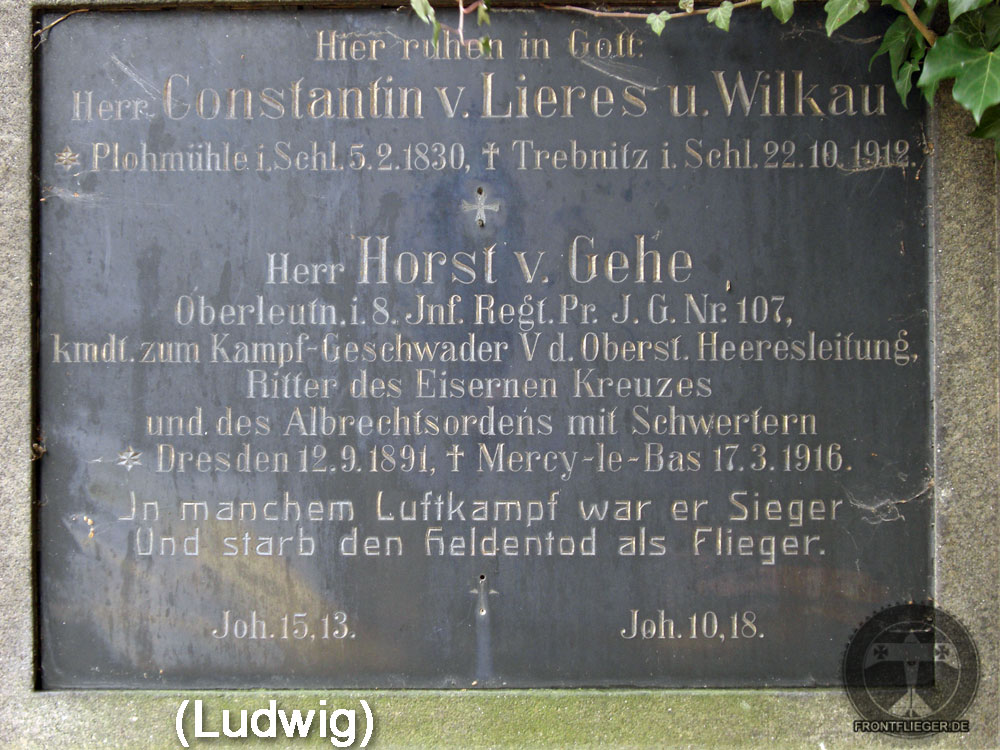 Hier ruhen in Gott:
Herr Constantin v. Lieres u. Wilkau
* Plohmühle i. Schl. 5.2.1830, † Trebnitz i. Schl. 22.10.1912.
Herr Horst v. Gehe
Oberleutn. i. 8. Jnf. Regt. Pr. J. G. Nr. 107,
kmdt. zum Kampf-Geschwader V d. Oberst. Heeresleitung,
Ritter des Eisernen Kreuzes
und des Albrechtsordens mit Schwertern
* Dresden 12.9.1891, † Mercy-le-Bas 17.3.1916.
Jn manchem Luftkampf war er Sieger
Und starb den Heldentod als Flieger.
Joh. 15,13. Joh. 10,18.
(Ludwig)
FRONTFLIEGER.DE